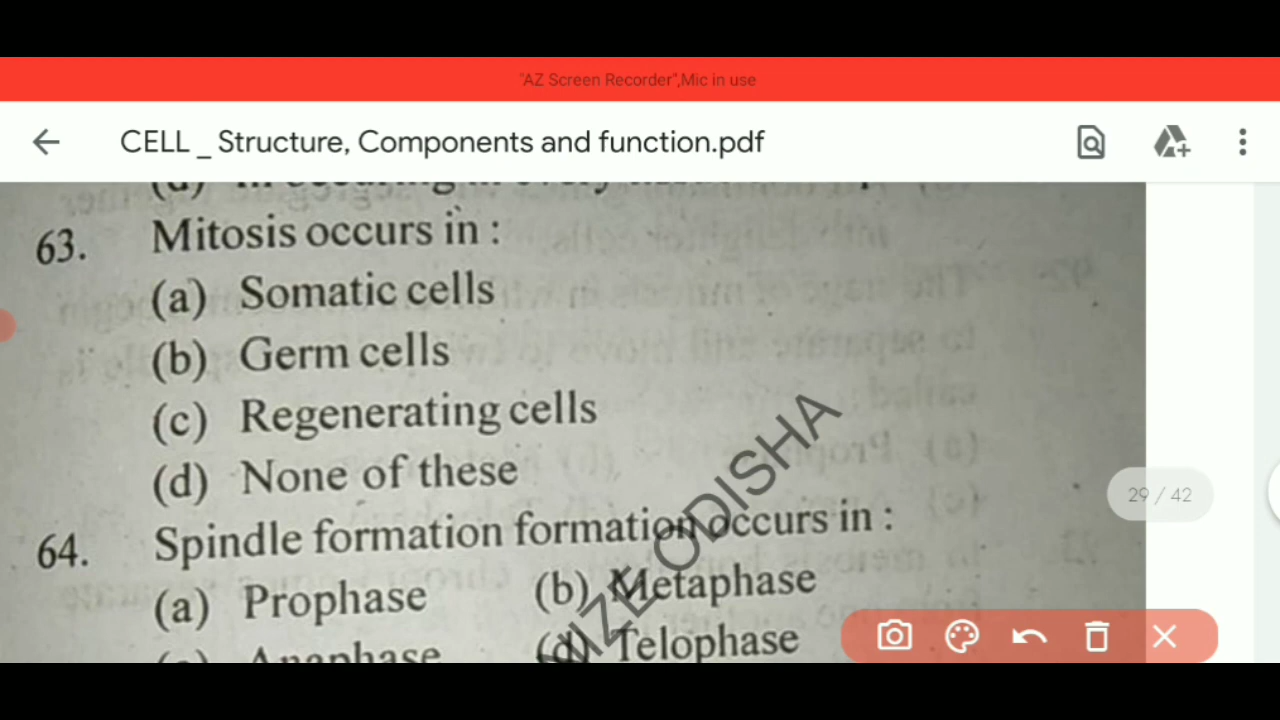 "AZ Screen Recorder",Mic in use
CELL _ Structure, Components and function.pdf
63. Mitosis occurs in :
(a) Somatic cells
(b) Germ cells
(c) Regenerating cells
(d) None of these
29 / 42
64. Spindle formation formation occurs in :
(a) Prophase (b) Metaphase
Anaphase (d) Telophase
ODISHA